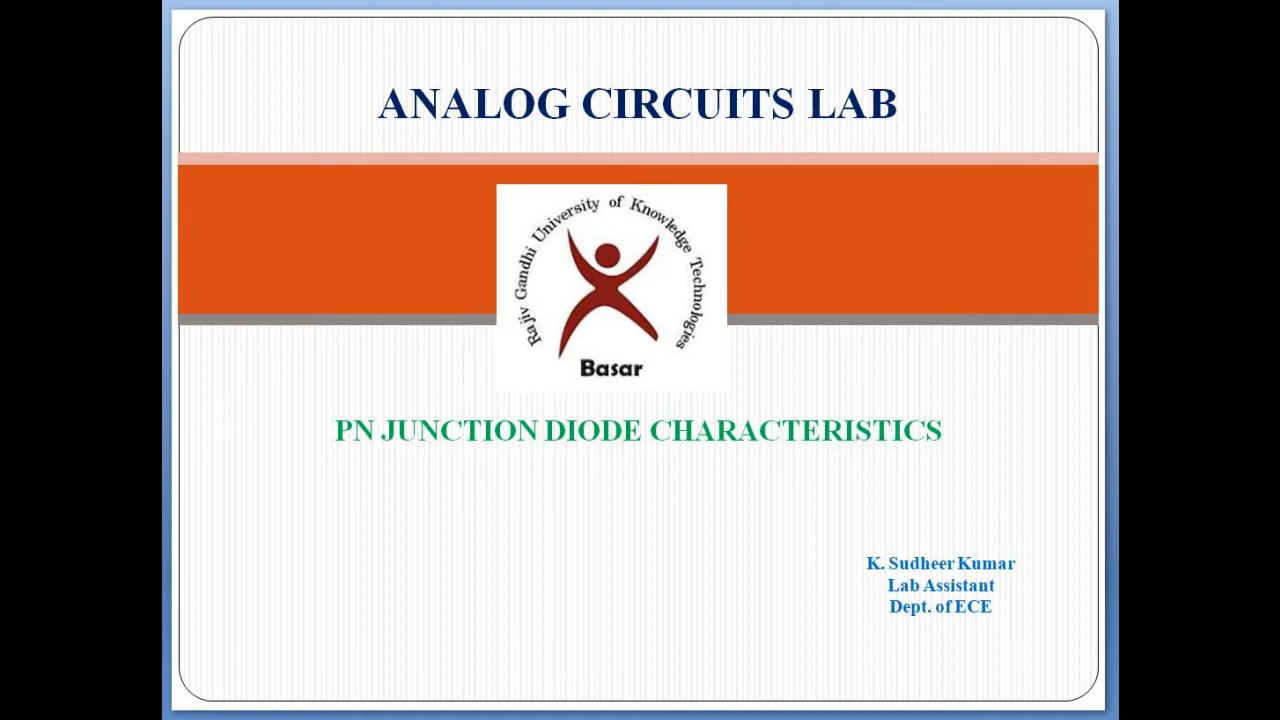 ANALOG CIRCUITS LAB
Rajiv Gandhi University of Knowledge Technologies
Basar
PN JUNCTION DIODE CHARACTERISTICS
K. Sudheer Kumar
Lab Assistant
Dept. of ECE